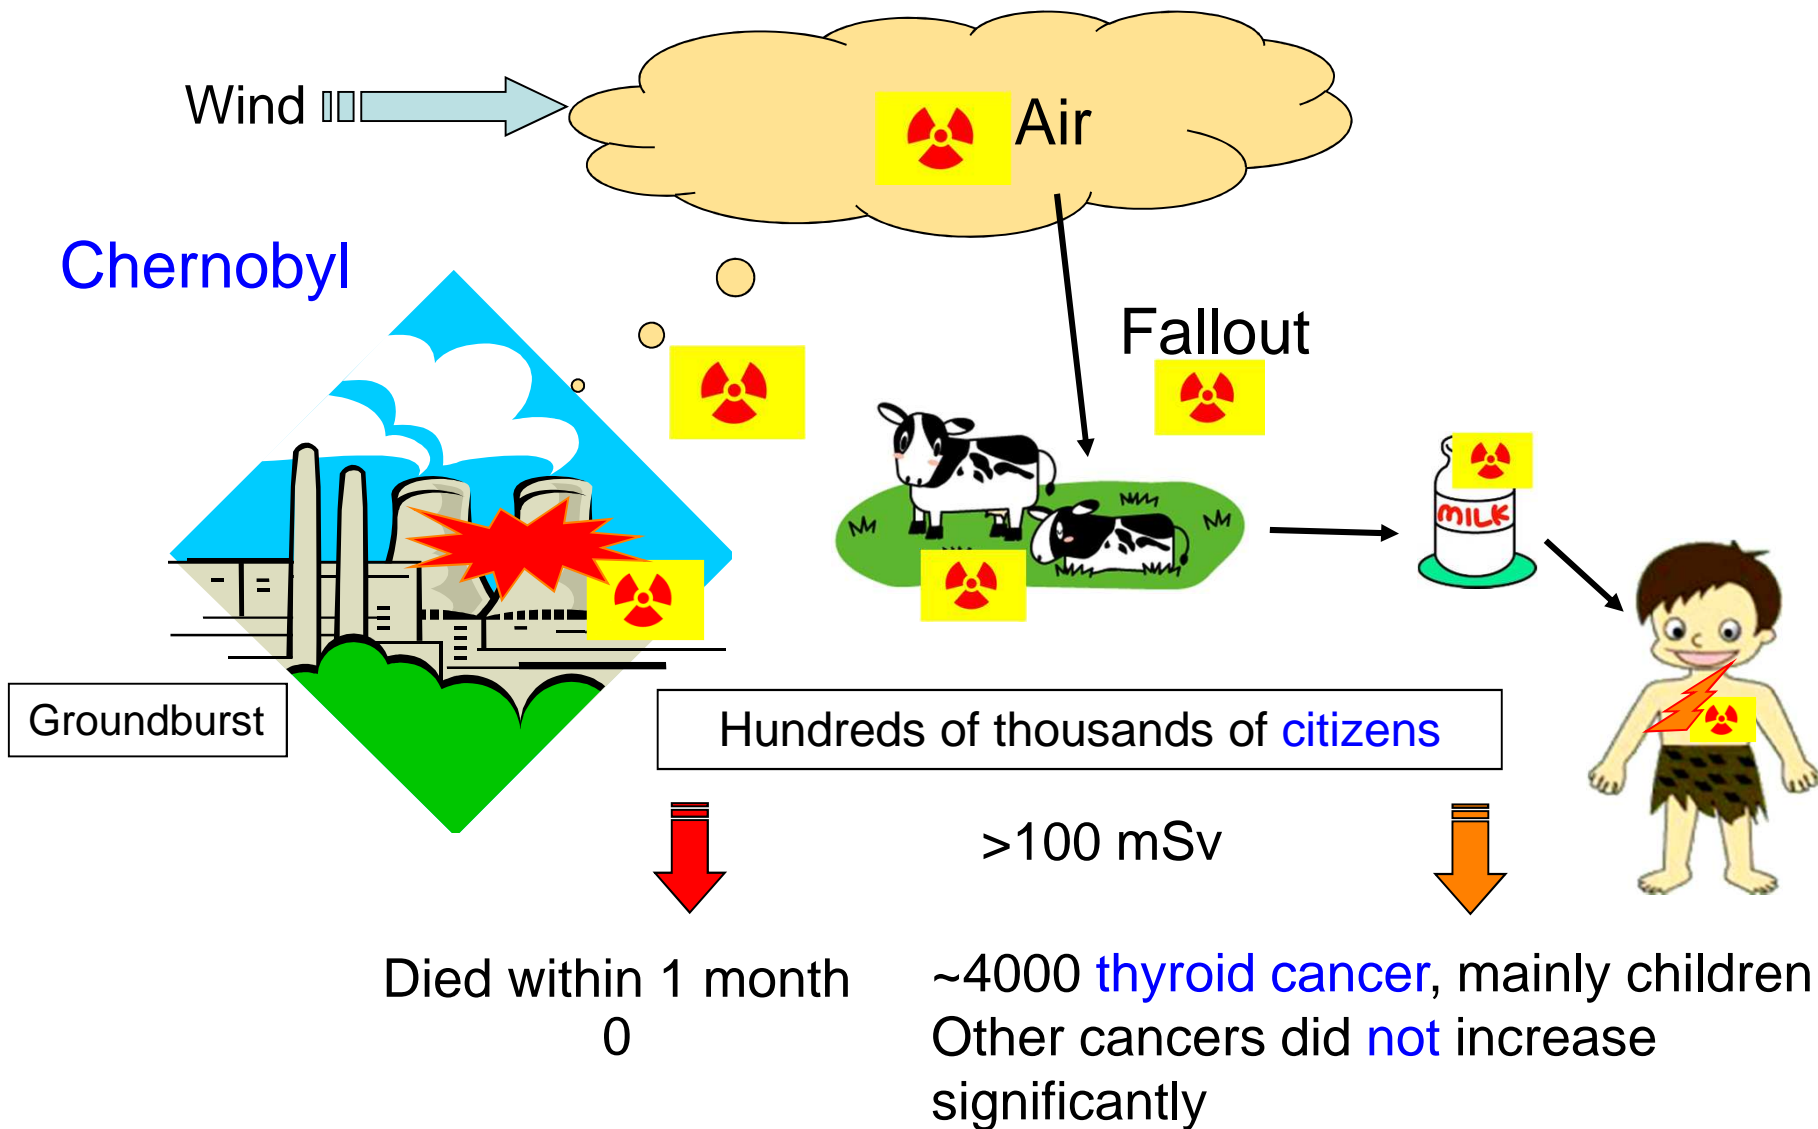 Wind
Air
Chernobyl
Fallout
MILK
Groundburst
Hundreds of thousands of citizens
>100 mSv
Died within 1 month
0
~4000 thyroid cancer, mainly children
Other cancers did not increase
significantly